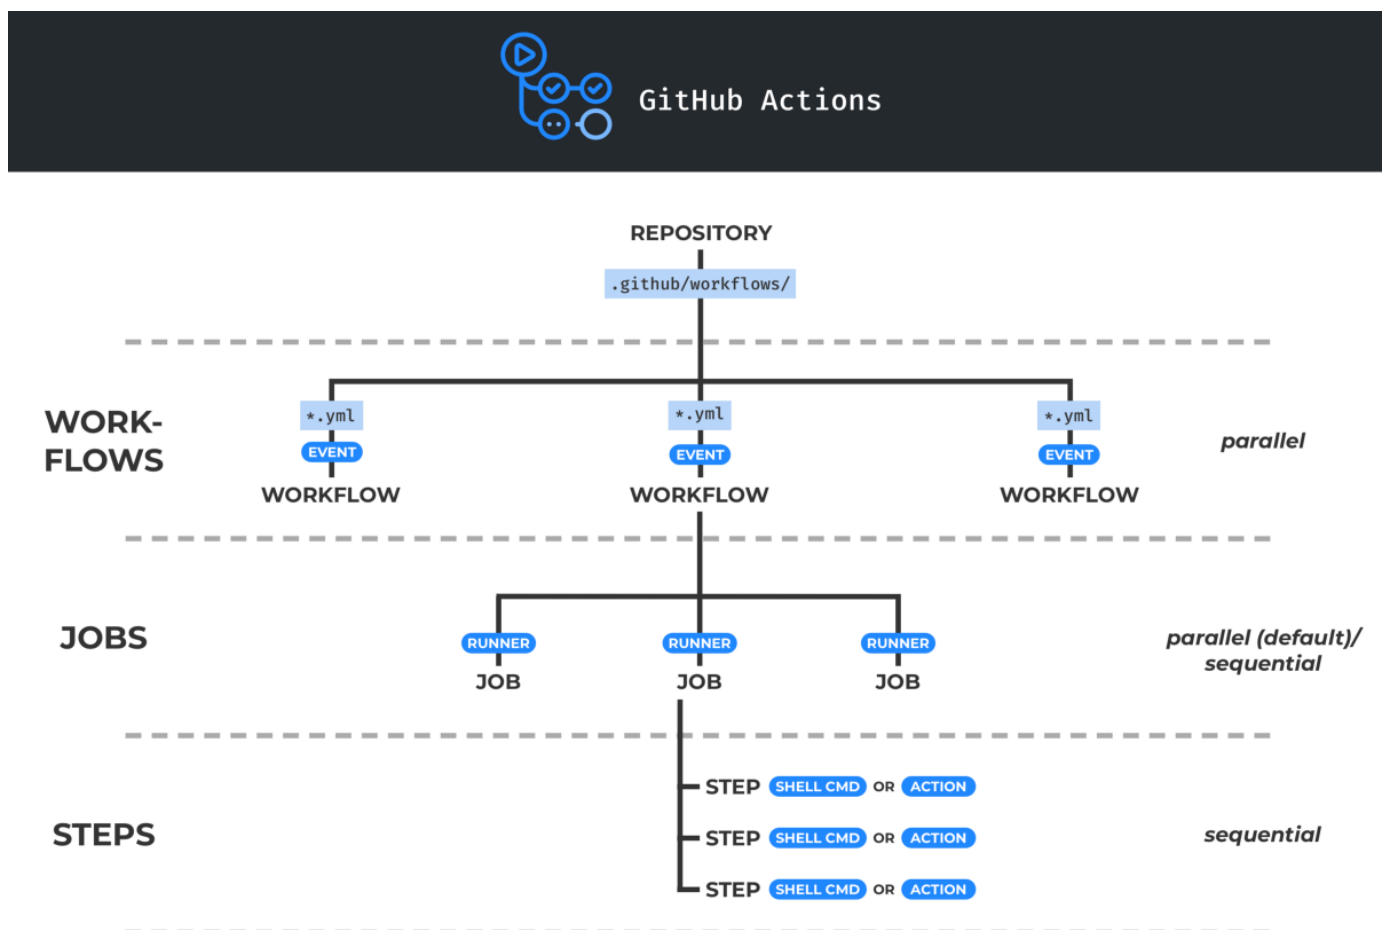 GitHub Actions
REPOSITORY
.github/workflows/
WORK-
FLOWS
*.yml
*.yml
*.yml
EVENT
EVENT
EVENT
WORKFLOW
WORKFLOW
WORKFLOW
parallel
JOBS
RUNNER
RUNNER
RUNNER
JOB
JOB
JOB
parallel (default)/
sequential
STEPS
STEP SHELL CMD OR ACTION
STEP SHELL CMD OR ACTION
STEP SHELL CMD OR ACTION
sequential